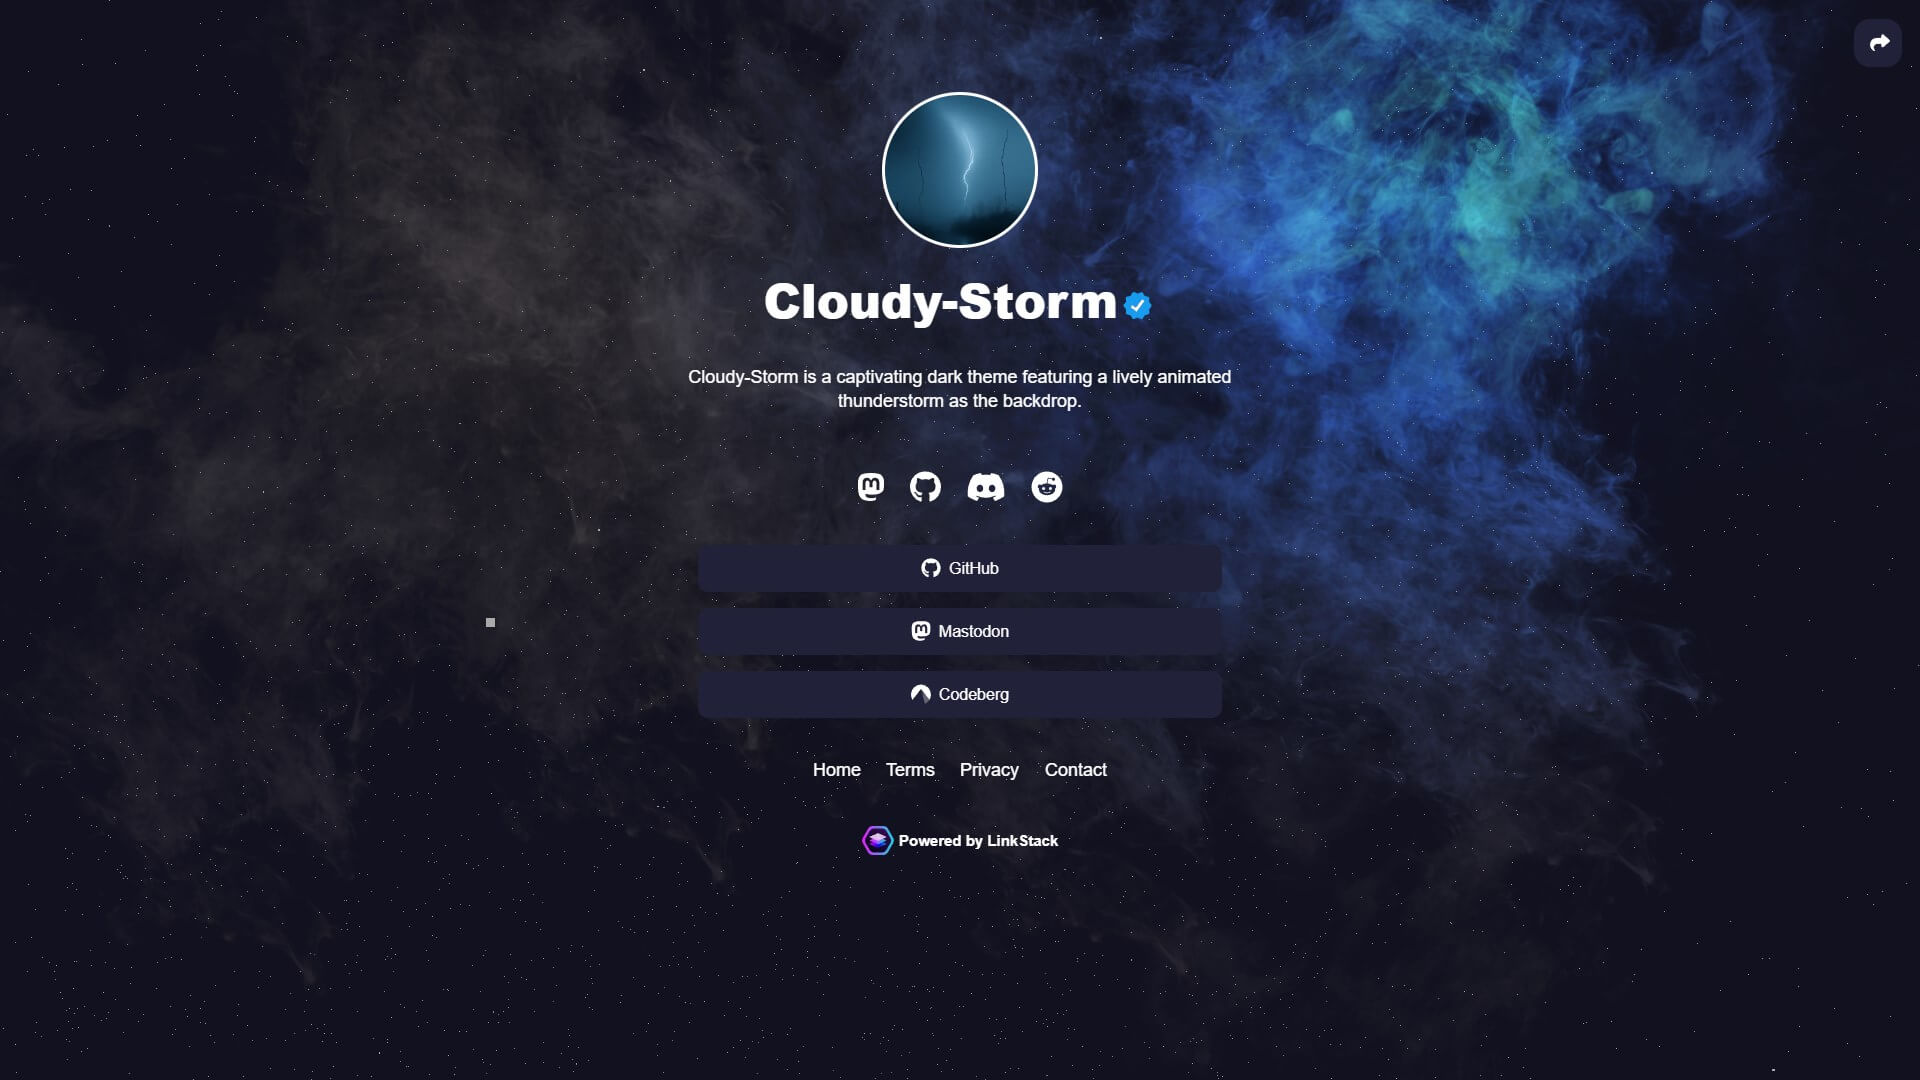 Cloudy-Storm
Cloudy-Storm is a captivating dark theme featuring a lively animated
thunderstorm as the backdrop.
GitHub
Mastodon
Codeberg
Home Terms Privacy Contact
Powered by LinkStack